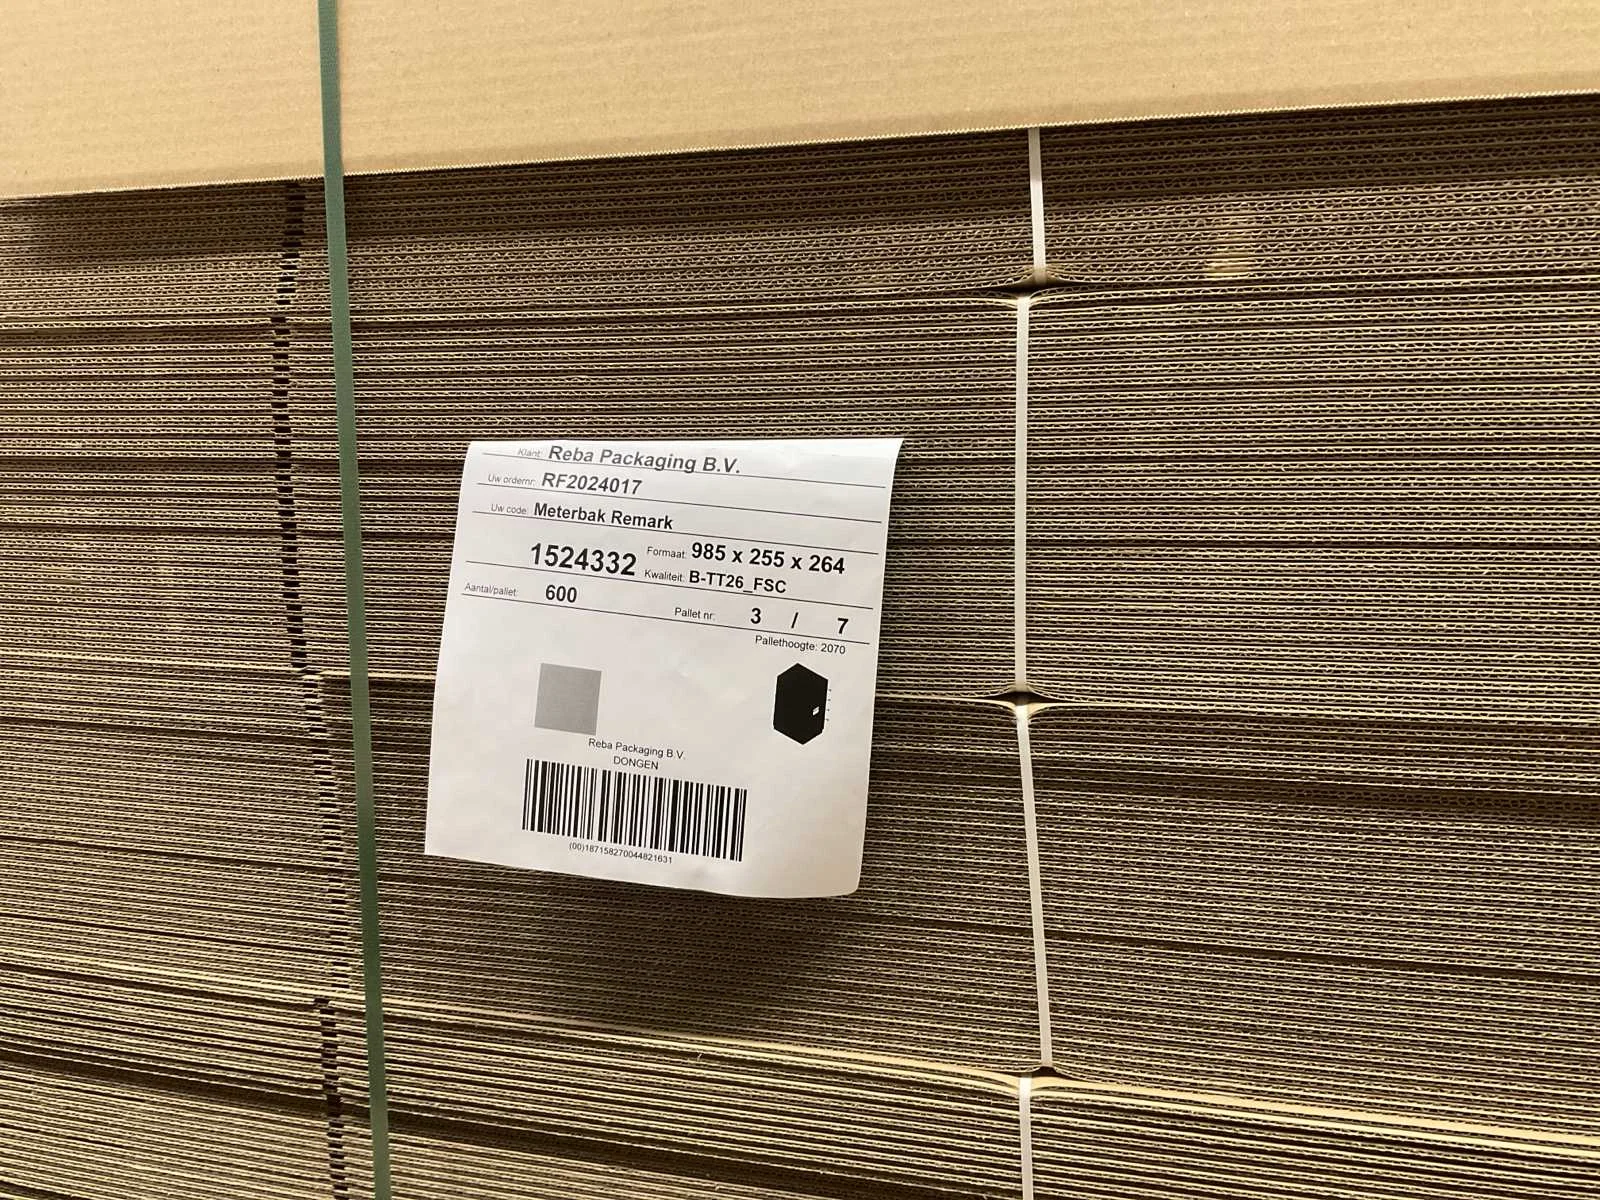 Klant: Reba Packaging B.V.
Uw ordernr: RF2024017
Uw code: Meterbak Remark
1524332 Formaat: 985 x 255 x 264
Kwaliteit: B-TT26_FSC
Aantal/pallet: 600 Pallet nr: 3 / 7
Pallethoogte: 2070
Reba Packaging B.V.
DONGEN
(00)187158270044821631